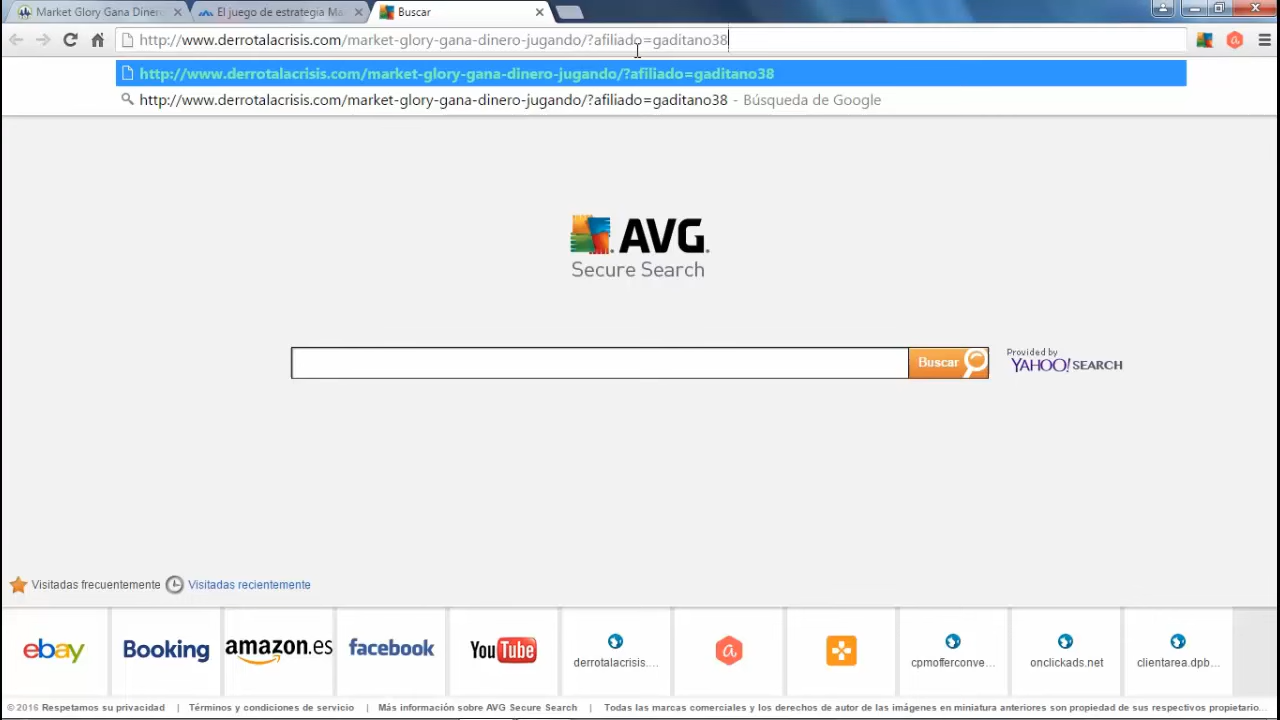 Market Glory Gana Dinero
El juego de estrategia Ma
Buscar
http://www.derrotalacrisis.com/market-glory-gana-dinero-jugando/?afiliado=gaditano38
http://www.derrotalacrisis.com/market-glory-gana-dinero-jugando/?afiliado=gaditano38
http://www.derrotalacrisis.com/market-glory-gana-dinero-jugando/?afiliado=gaditano38 - Búsqueda de Google
AVG.
Secure Search
Buscar
Provided by
YAHOO! SEARCH
Visitadas frecuentemente Visitadas recientemente
ebay Booking amazon.es facebook YouTube derrotalacrisis.... a cpmofferconve... onclickads.net clientarea.dpb...
© 2016 Respetamos su privacidad | Términos y condiciones de servicio | Más información sobre AVG Secure Search | Todas las marcas comerciales y los derechos de autor de las imágenes en miniatura anteriores son propiedad de sus respectivos propietario...